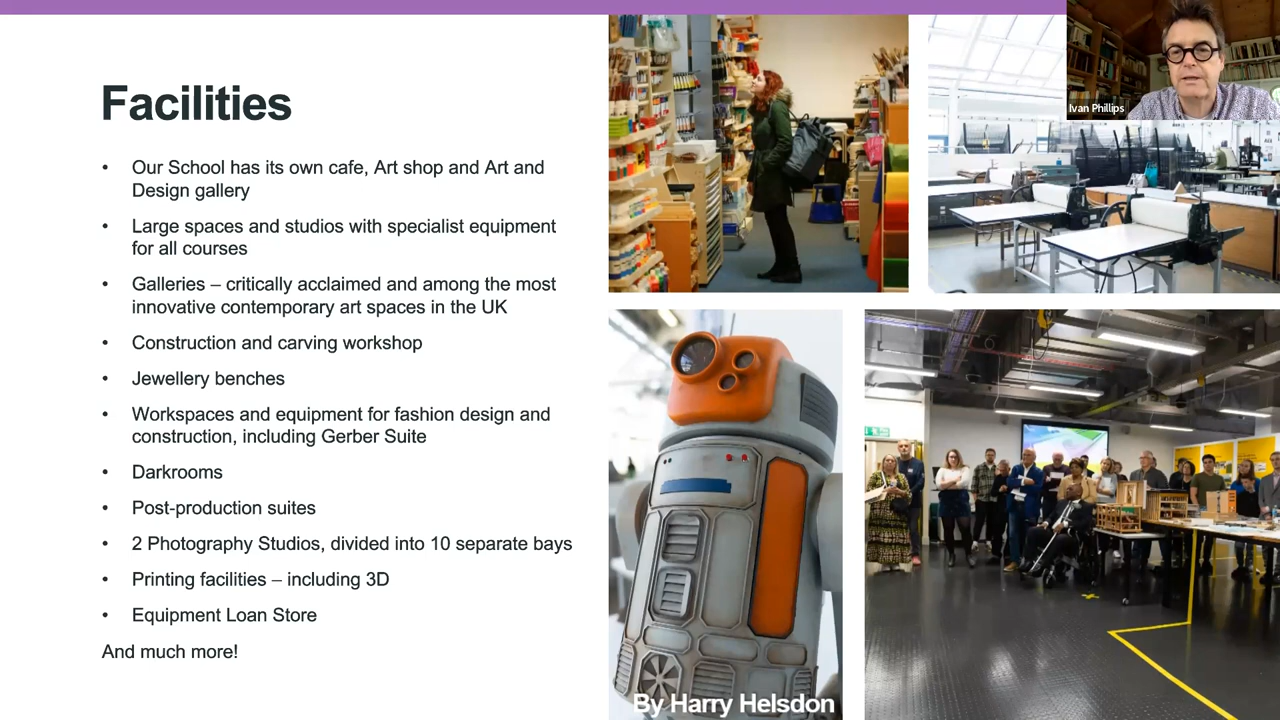 Facilities
• Our School has its own cafe, Art shop and Art and
Design gallery
• Large spaces and studios with specialist equipment
for all courses
• Galleries – critically acclaimed and among the most
innovative contemporary art spaces in the UK
• Construction and carving workshop
• Jewellery benches
• Workspaces and equipment for fashion design and
construction, including Gerber Suite
• Darkrooms
• Post-production suites
• 2 Photography Studios, divided into 10 separate bays
• Printing facilities – including 3D
• Equipment Loan Store
And much more!
Ivan Phillips
By Harry Helsdon